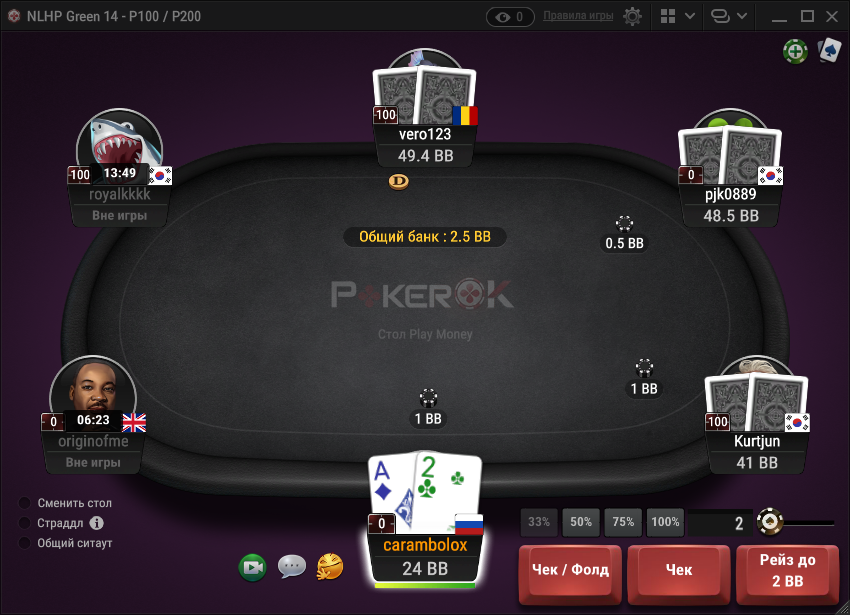 NLHP Green 14 - P100 / P200
0
Правила игры
100
vero123
49.4 BB
100
13:49
royalkkkk
Вне игры
0
pjk0889
48.5 BB
D
Общий банк : 2.5 BB
0.5 BB
POKEROK
Стол Play Money
1 BB
1 BB
0
06:23
originofme
Вне игры
100
Kurtjun
41 BB
A
2
0
carambolox
24 BB
Сменить стол
Страддл i
Общий ситаут
33%
50%
75%
100%
2
Чек / Фолд
Чек
Рейз до
2 BB